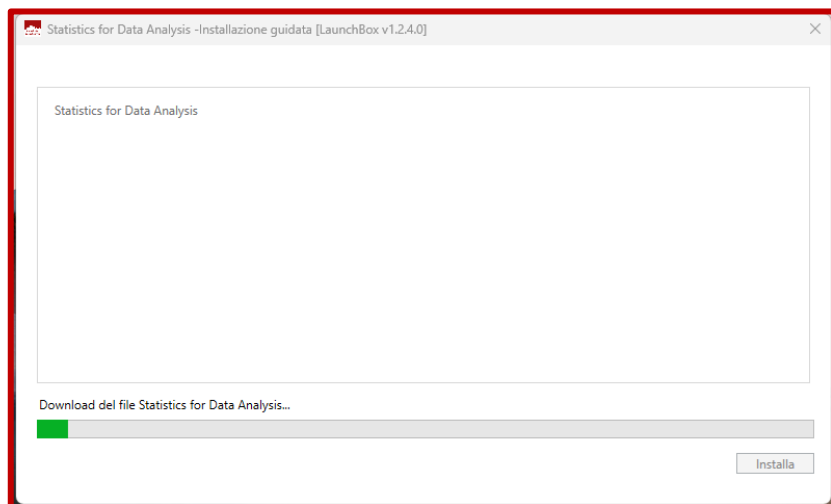 Statistics for Data Analysis -Installazione guidata [LaunchBox v1.2.4.0]
Statistics for Data Analysis
Download del file Statistics for Data Analysis...
Installa